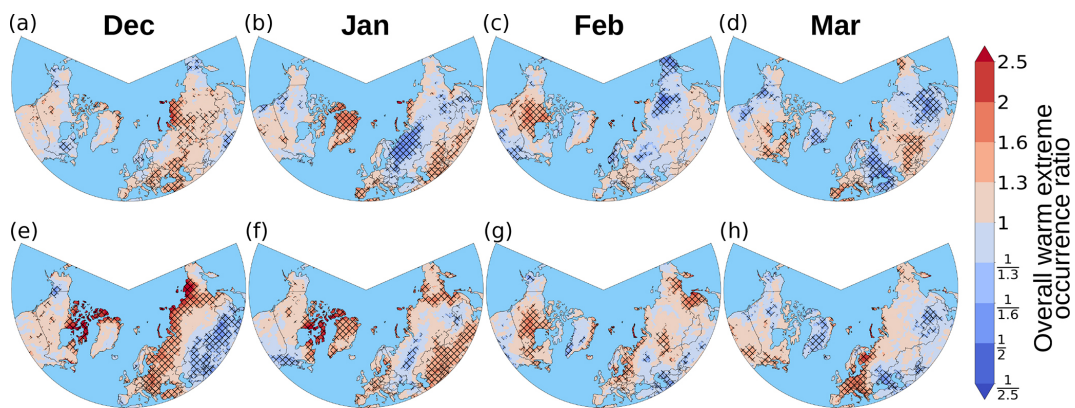 (a) Dec (b) Jan (c) Feb (d) Mar
(e) (f) (g) (h)
2.5
2
1.6
1.3
1
1/1.3
1/1.6
1/2
1/2.5
Overall warm extreme
occurrence ratio